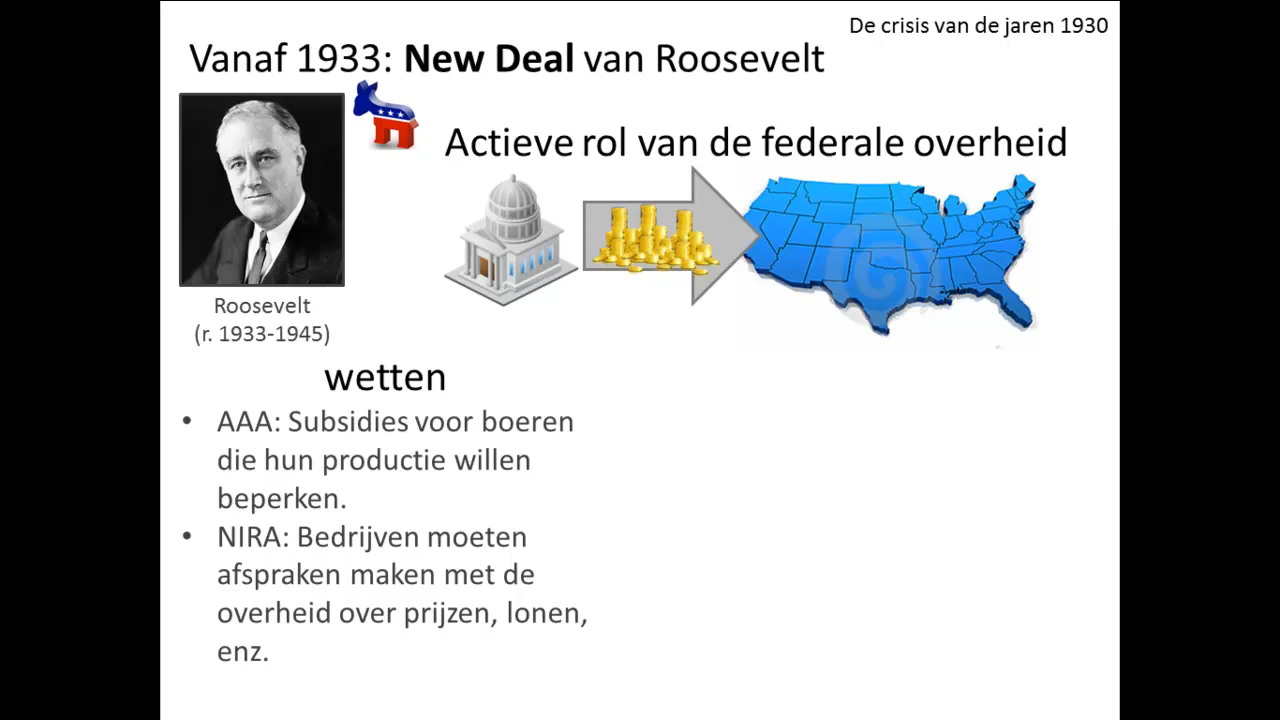 De crisis van de jaren 1930
Vanaf 1933: New Deal van Roosevelt
Actieve rol van de federale overheid
Roosevelt
(r. 1933-1945)
wetten
• AAA: Subsidies voor boeren
die hun productie willen
beperken.
• NIRA: Bedrijven moeten
afspraken maken met de
overheid over prijzen, lonen,
enz.